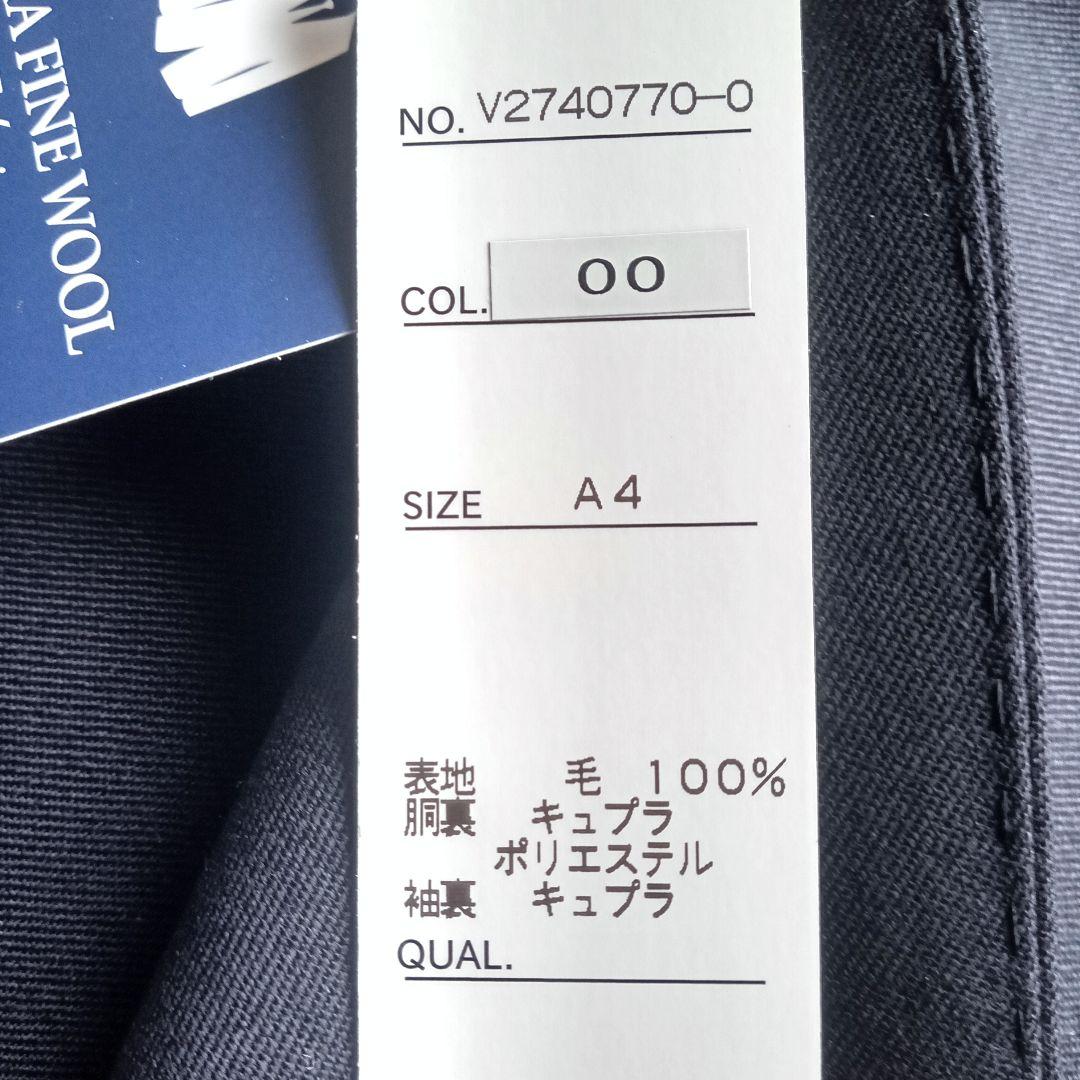 A FINE WOOL
NO. V2740770-0
COL. 00
SIZE A4
表地 毛 100%
胴裏 キュプラ
ポリエステル
袖裏 キュプラ
QUAL.